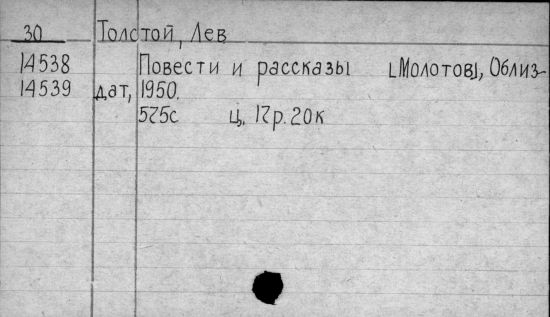 30 Толстой, Лев
14538 Повести и рассказы [Молотов], Облиз-
14539 дат, 1950.
575с ц. 17р.20к